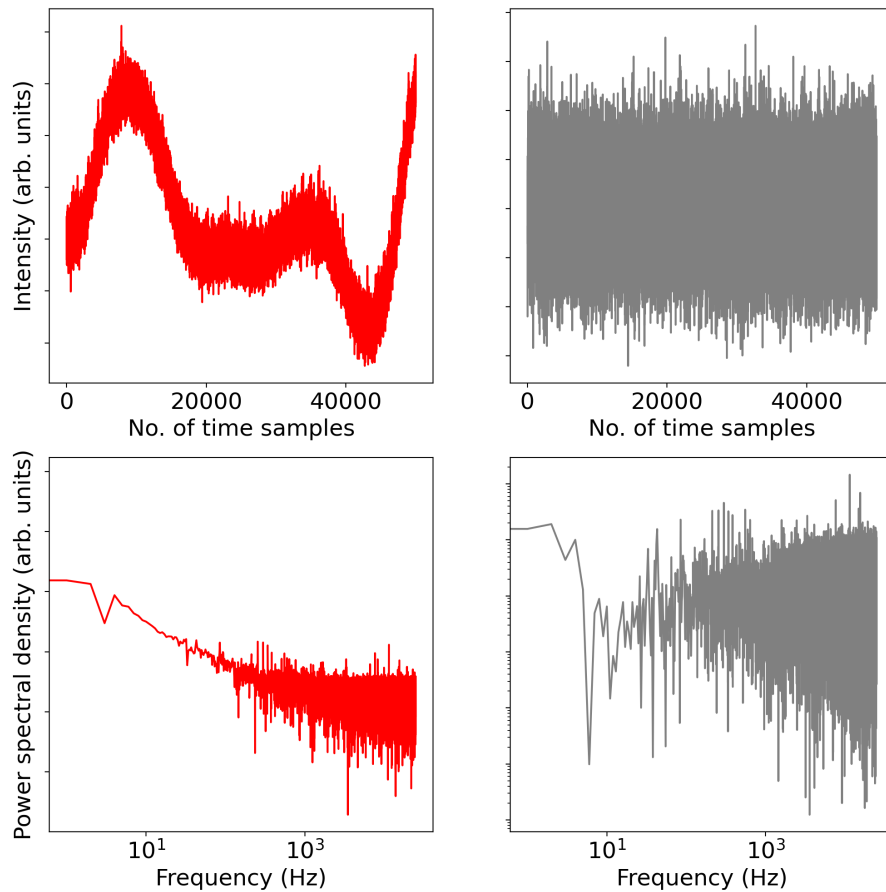 Intensity (arb. units)
0 20000 40000
No. of time samples
0 20000 40000
No. of time samples
Power spectral density (arb. units)
10¹ 10³
Frequency (Hz)
10¹ 10³
Frequency (Hz)